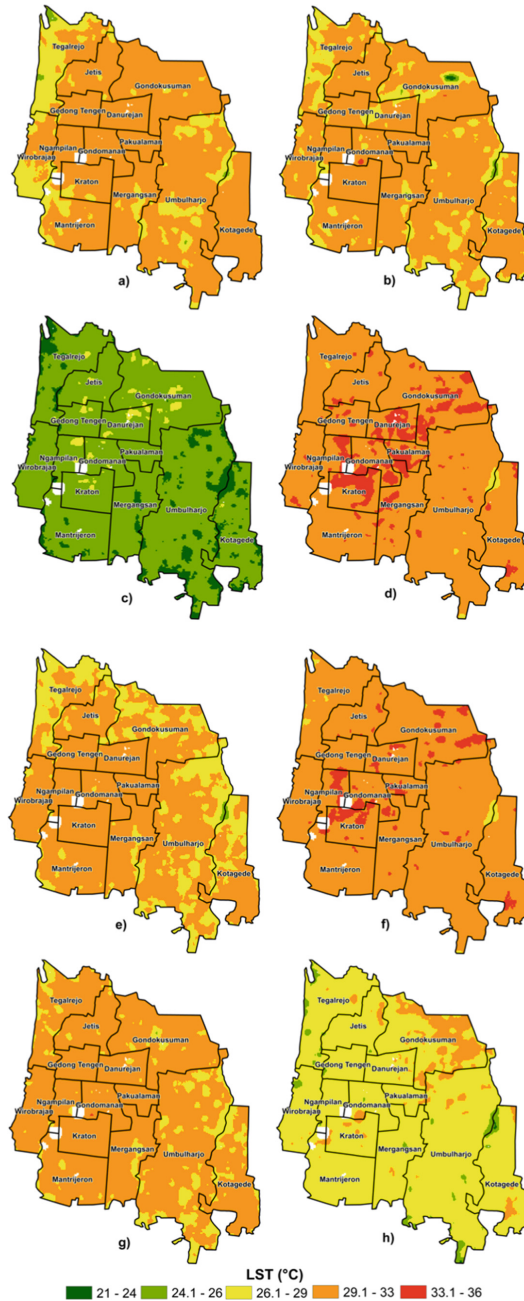 Tegalrejo
Jetis
Gondokusuman
Gedong Tengen
Danurejan
Ngampilan
Pakualaman
Wirobrajan
Gondomanan
Kraton
Mergangsan
Umbulharjo
Mantrijeron
Kotagede
a)
Tegalrejo
Jetis
Gondokusuman
Gedong Tengen
Danurejan
Ngampilan
Pakualaman
Wirobrajan
Gondomanan
Kraton
Mergangsan
Umbulharjo
Mantrijeron
Kotagede
b)
Tegalrejo
Jetis
Gondokusuman
Gedong Tengen
Danurejan
Ngampilan
Pakualaman
Wirobrajan
Gondomanan
Kraton
Mergangsan
Umbulharjo
Mantrijeron
Kotagede
c)
Tegalrejo
Jetis
Gondokusuman
Gedong Tengen
Danurejan
Ngampilan
Pakualaman
Wirobrajan
Gondomanan
Kraton
Mergangsan
Umbulharjo
Mantrijeron
Kotagede
d)
Tegalrejo
Jetis
Gondokusuman
Gedong Tengen
Danurejan
Ngampilan
Pakualaman
Wirobrajan
Gondomanan
Kraton
Mergangsan
Umbulharjo
Mantrijeron
Kotagede
e)
Tegalrejo
Jetis
Gondokusuman
Gedong Tengen
Danurejan
Ngampilan
Pakualaman
Wirobrajan
Gondomanan
Kraton
Mergangsan
Umbulharjo
Mantrijeron
Kotagede
f)
Tegalrejo
Jetis
Gondokusuman
Gedong Tengen
Danurejan
Ngampilan
Pakualaman
Wirobrajan
Gondomanan
Kraton
Mergangsan
Umbulharjo
Mantrijeron
Kotagede
g)
Tegalrejo
Jetis
Gondokusuman
Gedong Tengen
Danurejan
Ngampilan
Pakualaman
Wirobrajan
Gondomanan
Kraton
Mergangsan
Umbulharjo
Mantrijeron
Kotagede
h)
LST (°C)
21 - 24 24.1 - 26 26.1 - 29 29.1 - 33 33.1 - 36